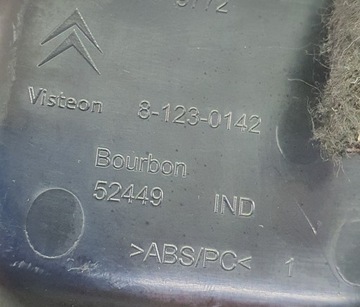 Visteon 8-123-0142
Bourbon
52449 IND
>ABS/PC< 1